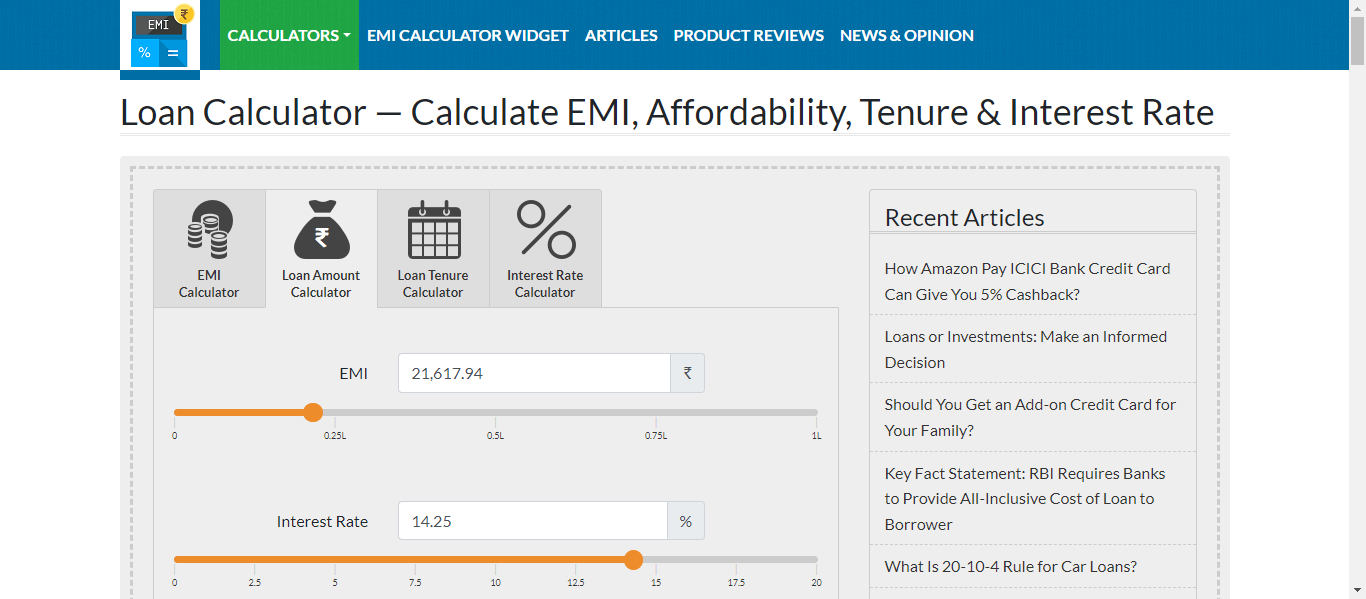 EMI
₹
%
=
CALCULATORS
EMI CALCULATOR WIDGET
ARTICLES
PRODUCT REVIEWS
NEWS & OPINION
Loan Calculator — Calculate EMI, Affordability, Tenure & Interest Rate
EMI
Calculator
₹
Loan Amount
Calculator
Loan Tenure
Calculator
Interest Rate
Calculator
EMI
21,617.94
₹
0
0.25L
0.5L
0.75L
1L
Interest Rate
14.25
%
0
2.5
5
7.5
10
12.5
15
17.5
20
Recent Articles
How Amazon Pay ICICI Bank Credit Card
Can Give You 5% Cashback?
Loans or Investments: Make an Informed
Decision
Should You Get an Add-on Credit Card for
Your Family?
Key Fact Statement: RBI Requires Banks
to Provide All-Inclusive Cost of Loan to
Borrower
What Is 20-10-4 Rule for Car Loans?